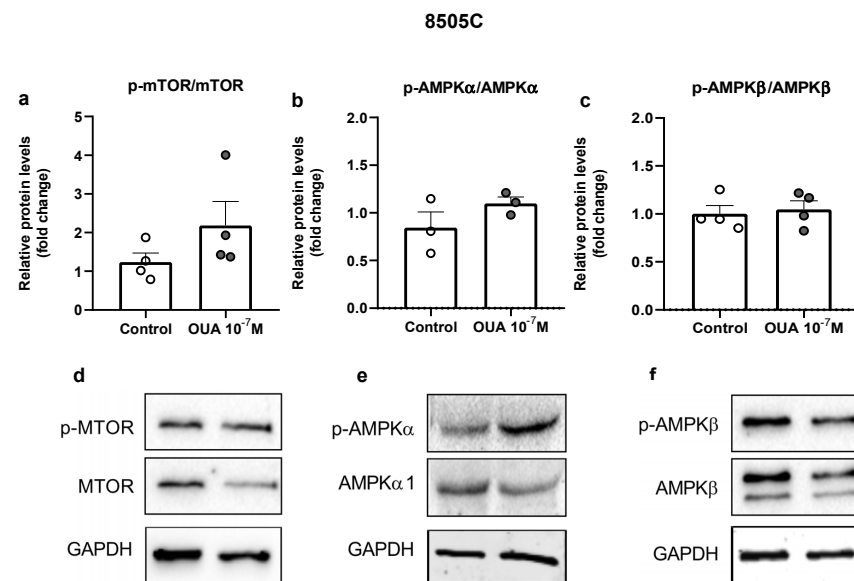 8505C
a
p-mTOR/mTOR
Relative protein levels
(fold change)
5
4
3
2
1
0
Control
OUA 10⁻⁷M
b
p-AMPKα/AMPKα
Relative protein levels
(fold change)
2.0
1.5
1.0
0.5
0.0
Control
OUA 10⁻⁷M
c
p-AMPKβ/AMPKβ
Relative protein levels
(fold change)
2.0
1.5
1.0
0.5
0.0
Control
OUA 10⁻⁷M
d
p-MTOR
MTOR
GAPDH
e
p-AMPKα
AMPKα1
GAPDH
f
p-AMPKβ
AMPKβ
GAPDH